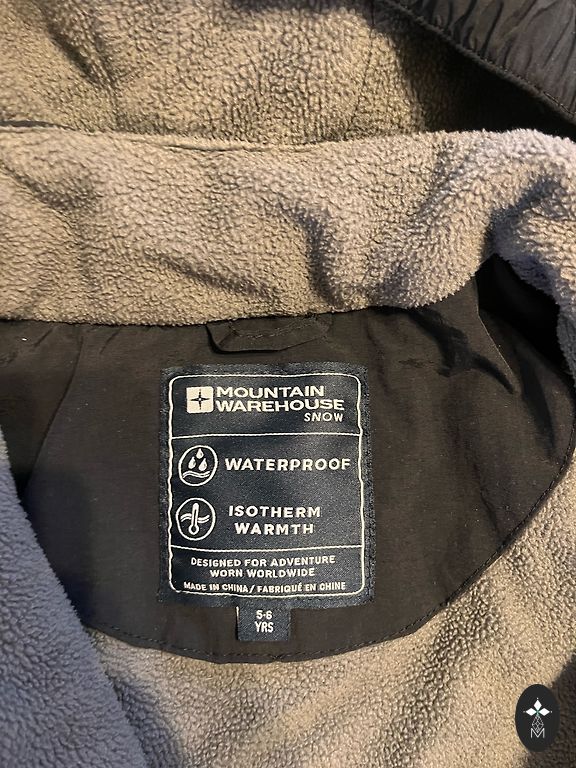 MOUNTAIN
WAREHOUSE
SNOW
WATERPROOF
ISOTHERM
WARMTH
DESIGNED FOR ADVENTURE
WORN WORLDWIDE
MADE IN CHINA / FABRIQUÉ EN CHINE
5-6
YRS
M